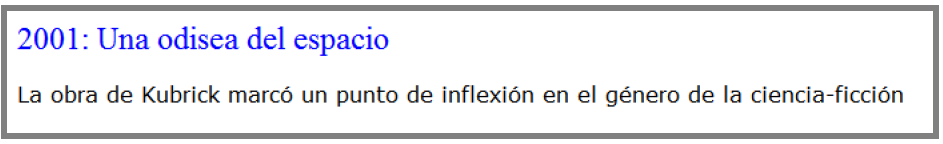 2001: Una odisea del espacio
La obra de Kubrick marcó un punto de inflexión en el género de la ciencia-ficción